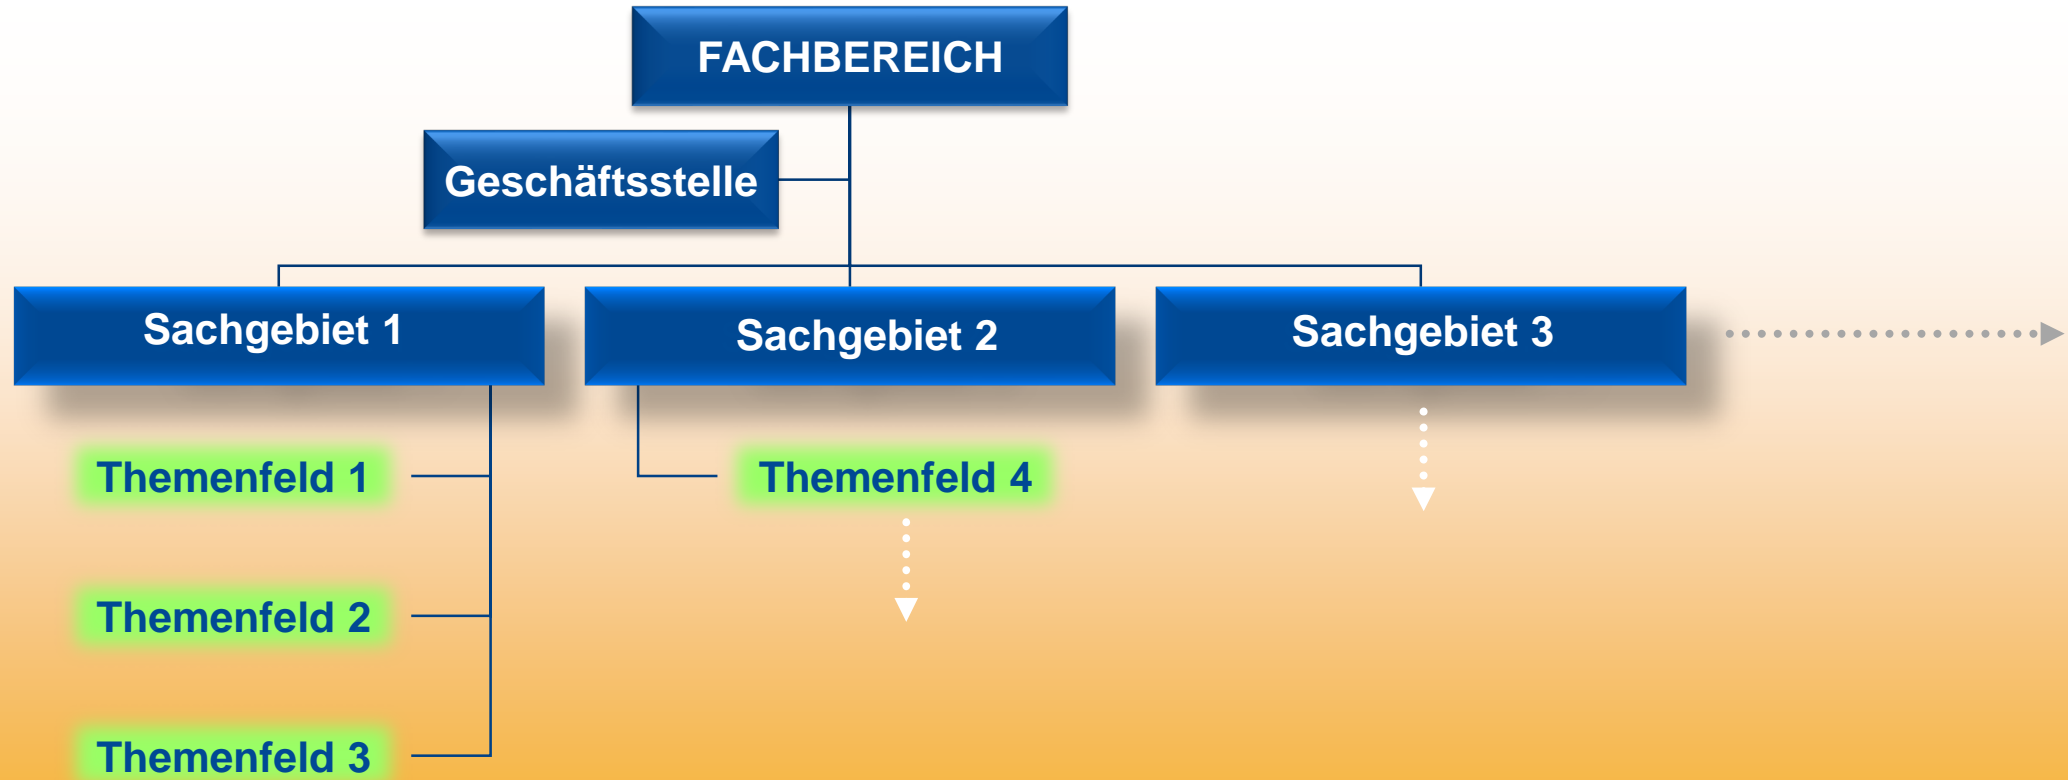 FACHBEREICH
Geschäftsstelle
Sachgebiet 1
Sachgebiet 2
Sachgebiet 3
Themenfeld 1
Themenfeld 4
Themenfeld 2
Themenfeld 3